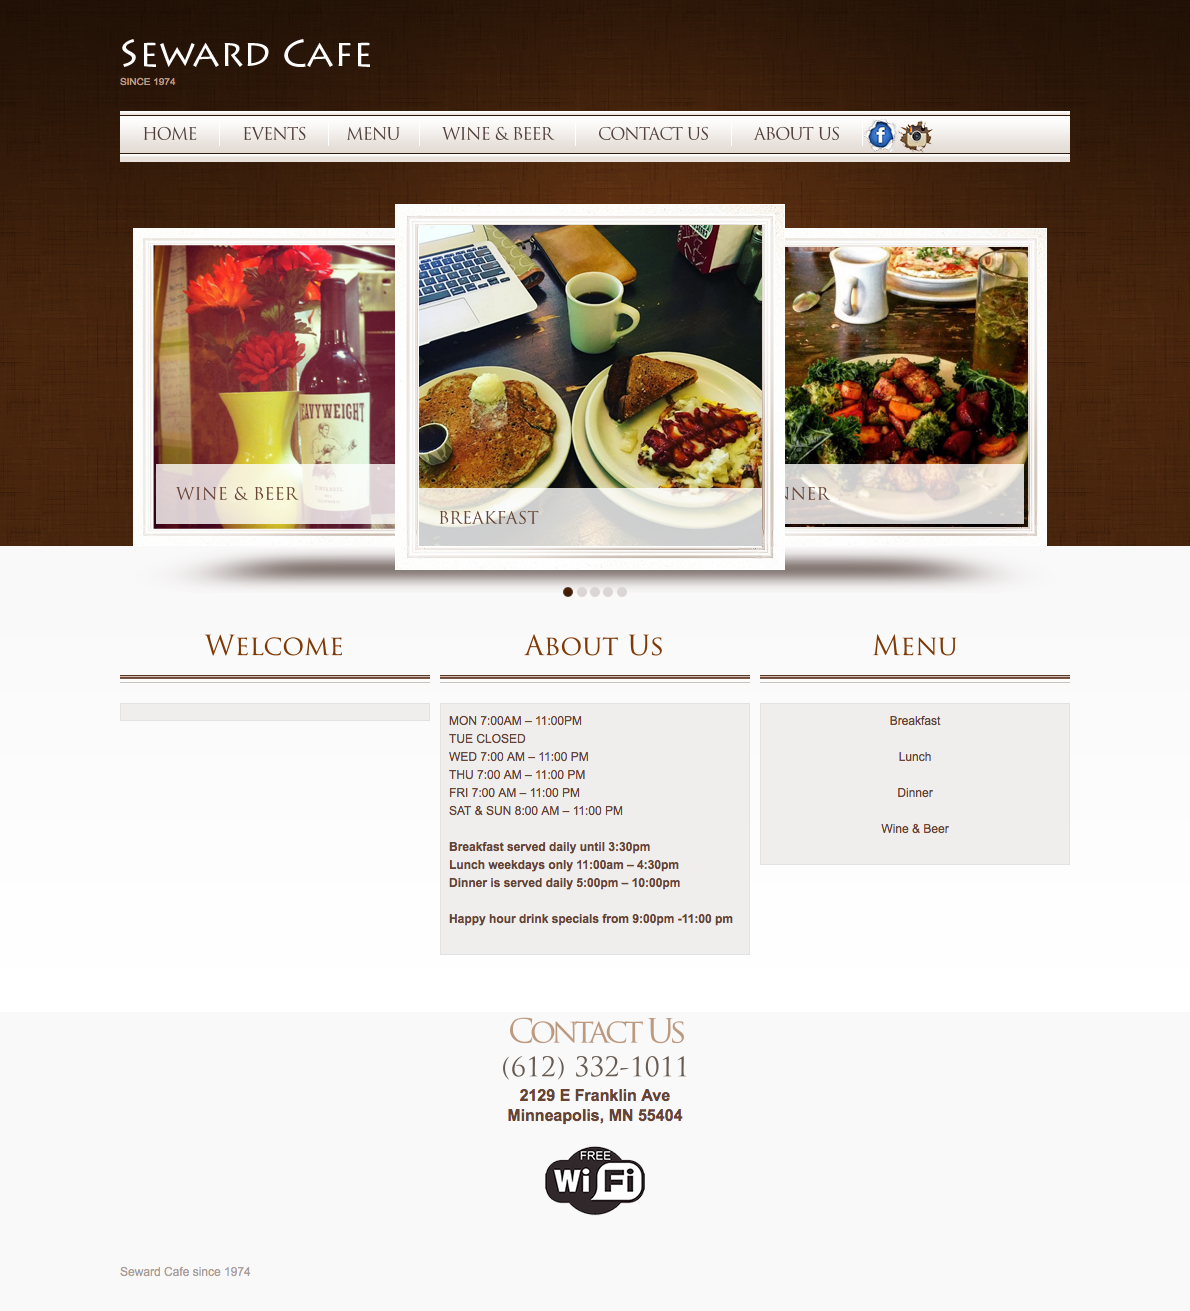 Seward Cafe
SINCE 1974
HOME EVENTS MENU WINE & BEER CONTACT US ABOUT US
HEAVYWEIGHT
WINE & BEER
BREAKFAST
NNER
Welcome
About Us
Menu
MON 7:00AM – 11:00PM
TUE CLOSED
WED 7:00 AM – 11:00 PM
THU 7:00 AM – 11:00 PM
FRI 7:00 AM – 11:00 PM
SAT & SUN 8:00 AM – 11:00 PM
Breakfast served daily until 3:30pm
Lunch weekdays only 11:00am – 4:30pm
Dinner is served daily 5:00pm – 10:00pm
Happy hour drink specials from 9:00pm -11:00 pm
Breakfast
Lunch
Dinner
Wine & Beer
Contact Us
(612) 332-1011
2129 E Franklin Ave
Minneapolis, MN 55404
FREE
Wi Fi
Seward Cafe since 1974